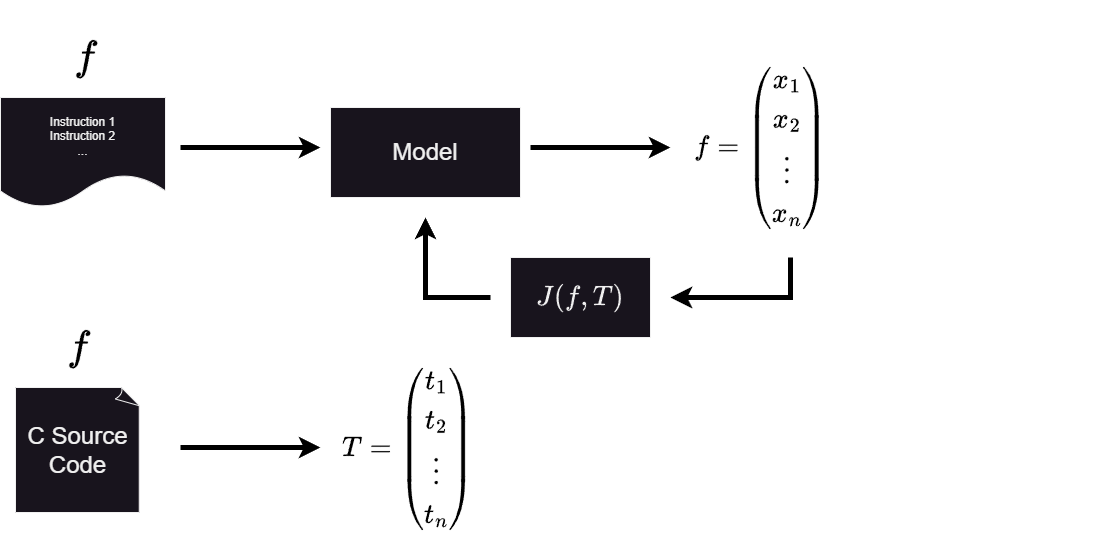 f
Instruction 1
Instruction 2
...
Model
f =
x₁
x₂
⋮
xₙ
J(f, T)
f
C Source
Code
T =
t₁
t₂
⋮
tₙ